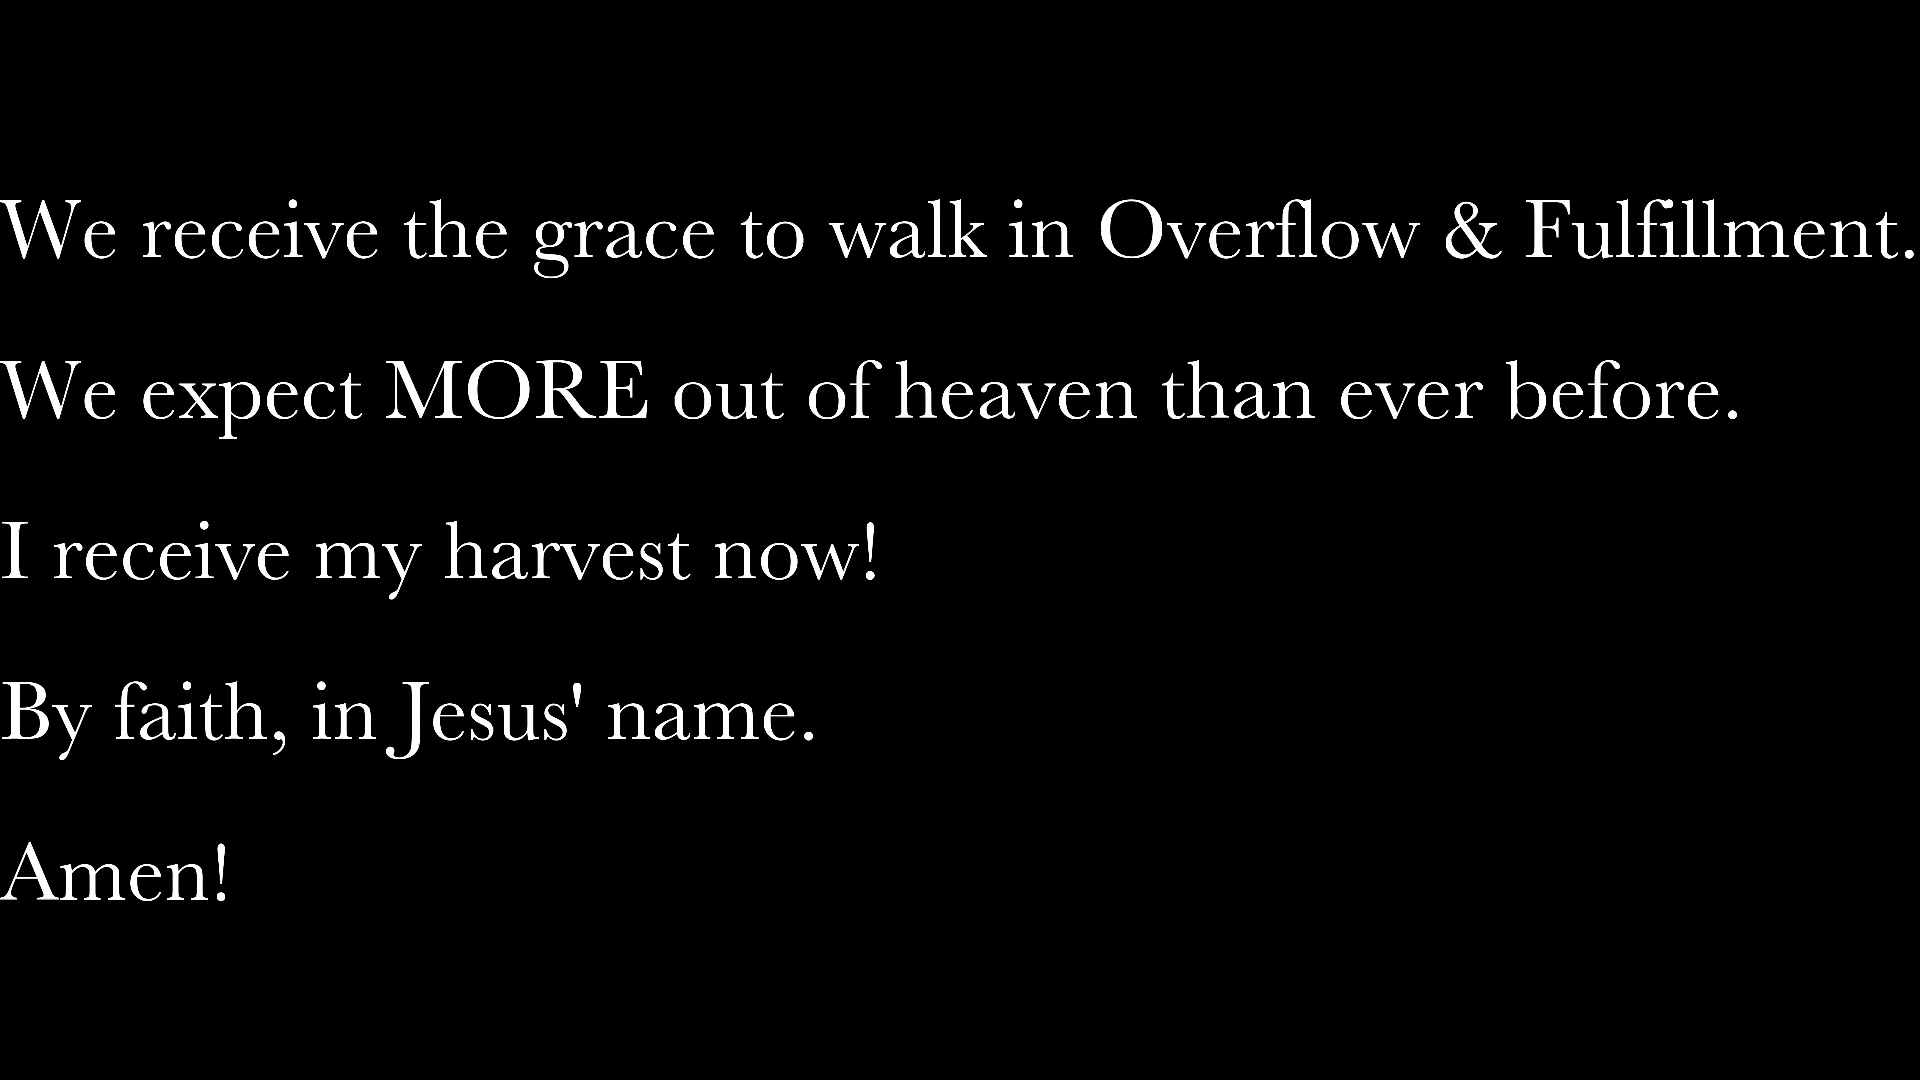 We receive the grace to walk in Overflow & Fulfillment.
We expect MORE out of heaven than ever before.
I receive my harvest now!
By faith, in Jesus' name.
Amen!